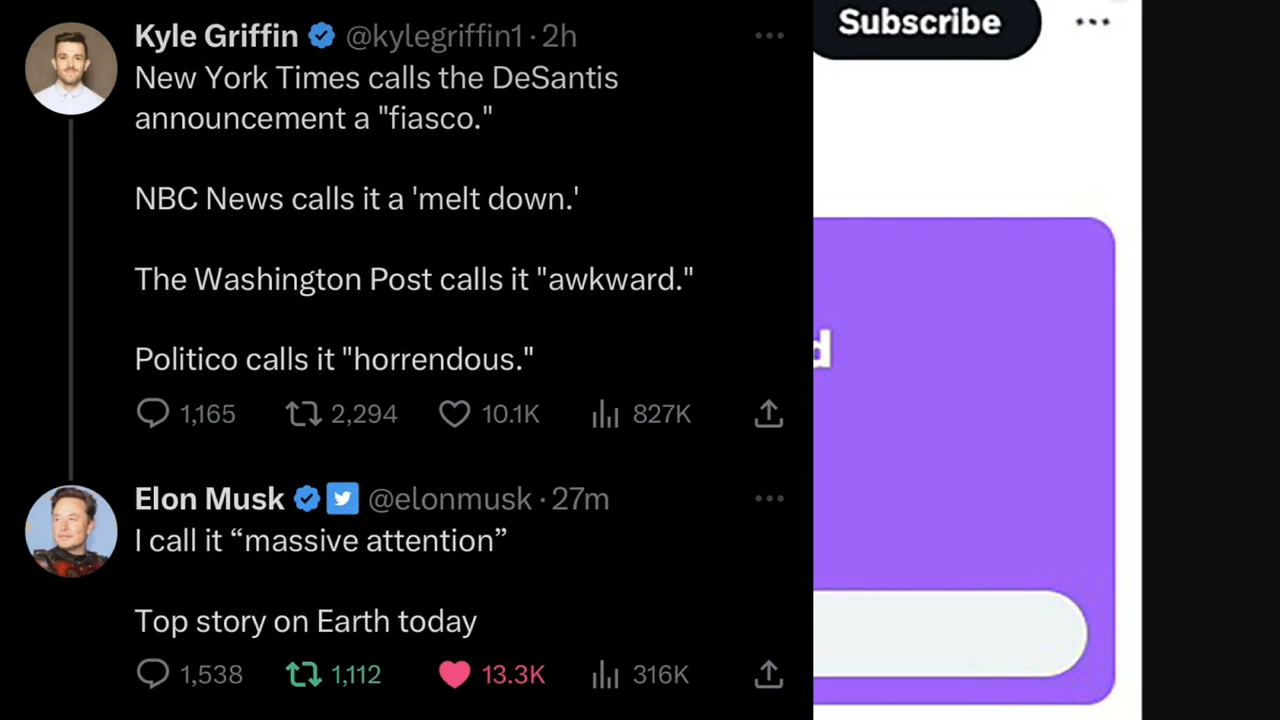 Kyle Griffin @kylegriffin1 · 2h
New York Times calls the DeSantis
announcement a "fiasco."
NBC News calls it a 'melt down.'
The Washington Post calls it "awkward."
Politico calls it "horrendous."
1,165 2,294 10.1K 827K
Elon Musk @elonmusk · 27m
I call it “massive attention”
Top story on Earth today
1,538 1,112 13.3K 316K
Subscribe
d